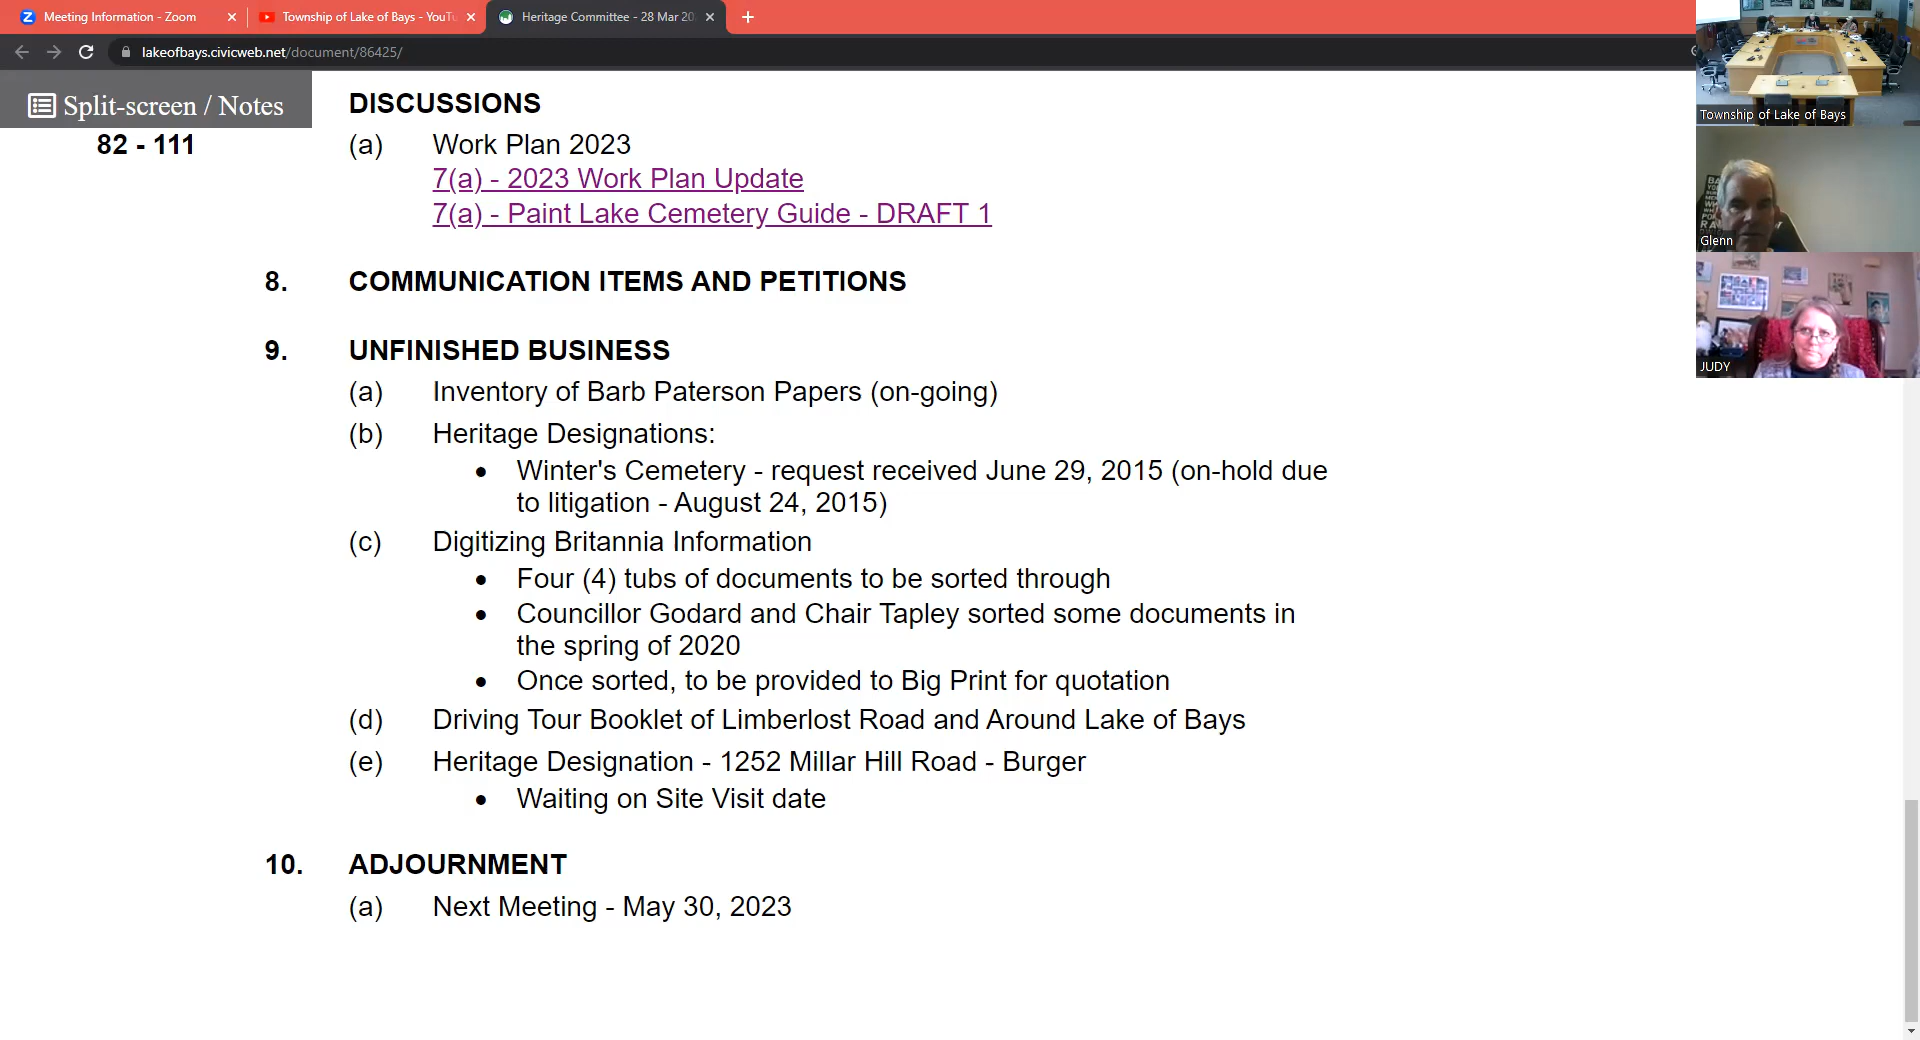 Meeting Information - Zoom
Township of Lake of Bays - YouTu
Heritage Committee - 28 Mar 20
lakeofbays.civicweb.net/document/86425/
Split-screen / Notes
DISCUSSIONS
82 - 111
(a) Work Plan 2023
7(a) - 2023 Work Plan Update
7(a) - Paint Lake Cemetery Guide - DRAFT 1
8. COMMUNICATION ITEMS AND PETITIONS
9. UNFINISHED BUSINESS
(a) Inventory of Barb Paterson Papers (on-going)
(b) Heritage Designations:
• Winter's Cemetery - request received June 29, 2015 (on-hold due
to litigation - August 24, 2015)
(c) Digitizing Britannia Information
• Four (4) tubs of documents to be sorted through
• Councillor Godard and Chair Tapley sorted some documents in
the spring of 2020
• Once sorted, to be provided to Big Print for quotation
(d) Driving Tour Booklet of Limberlost Road and Around Lake of Bays
(e) Heritage Designation - 1252 Millar Hill Road - Burger
• Waiting on Site Visit date
10. ADJOURNMENT
(a) Next Meeting - May 30, 2023
Township of Lake of Bays
Glenn
JUDY